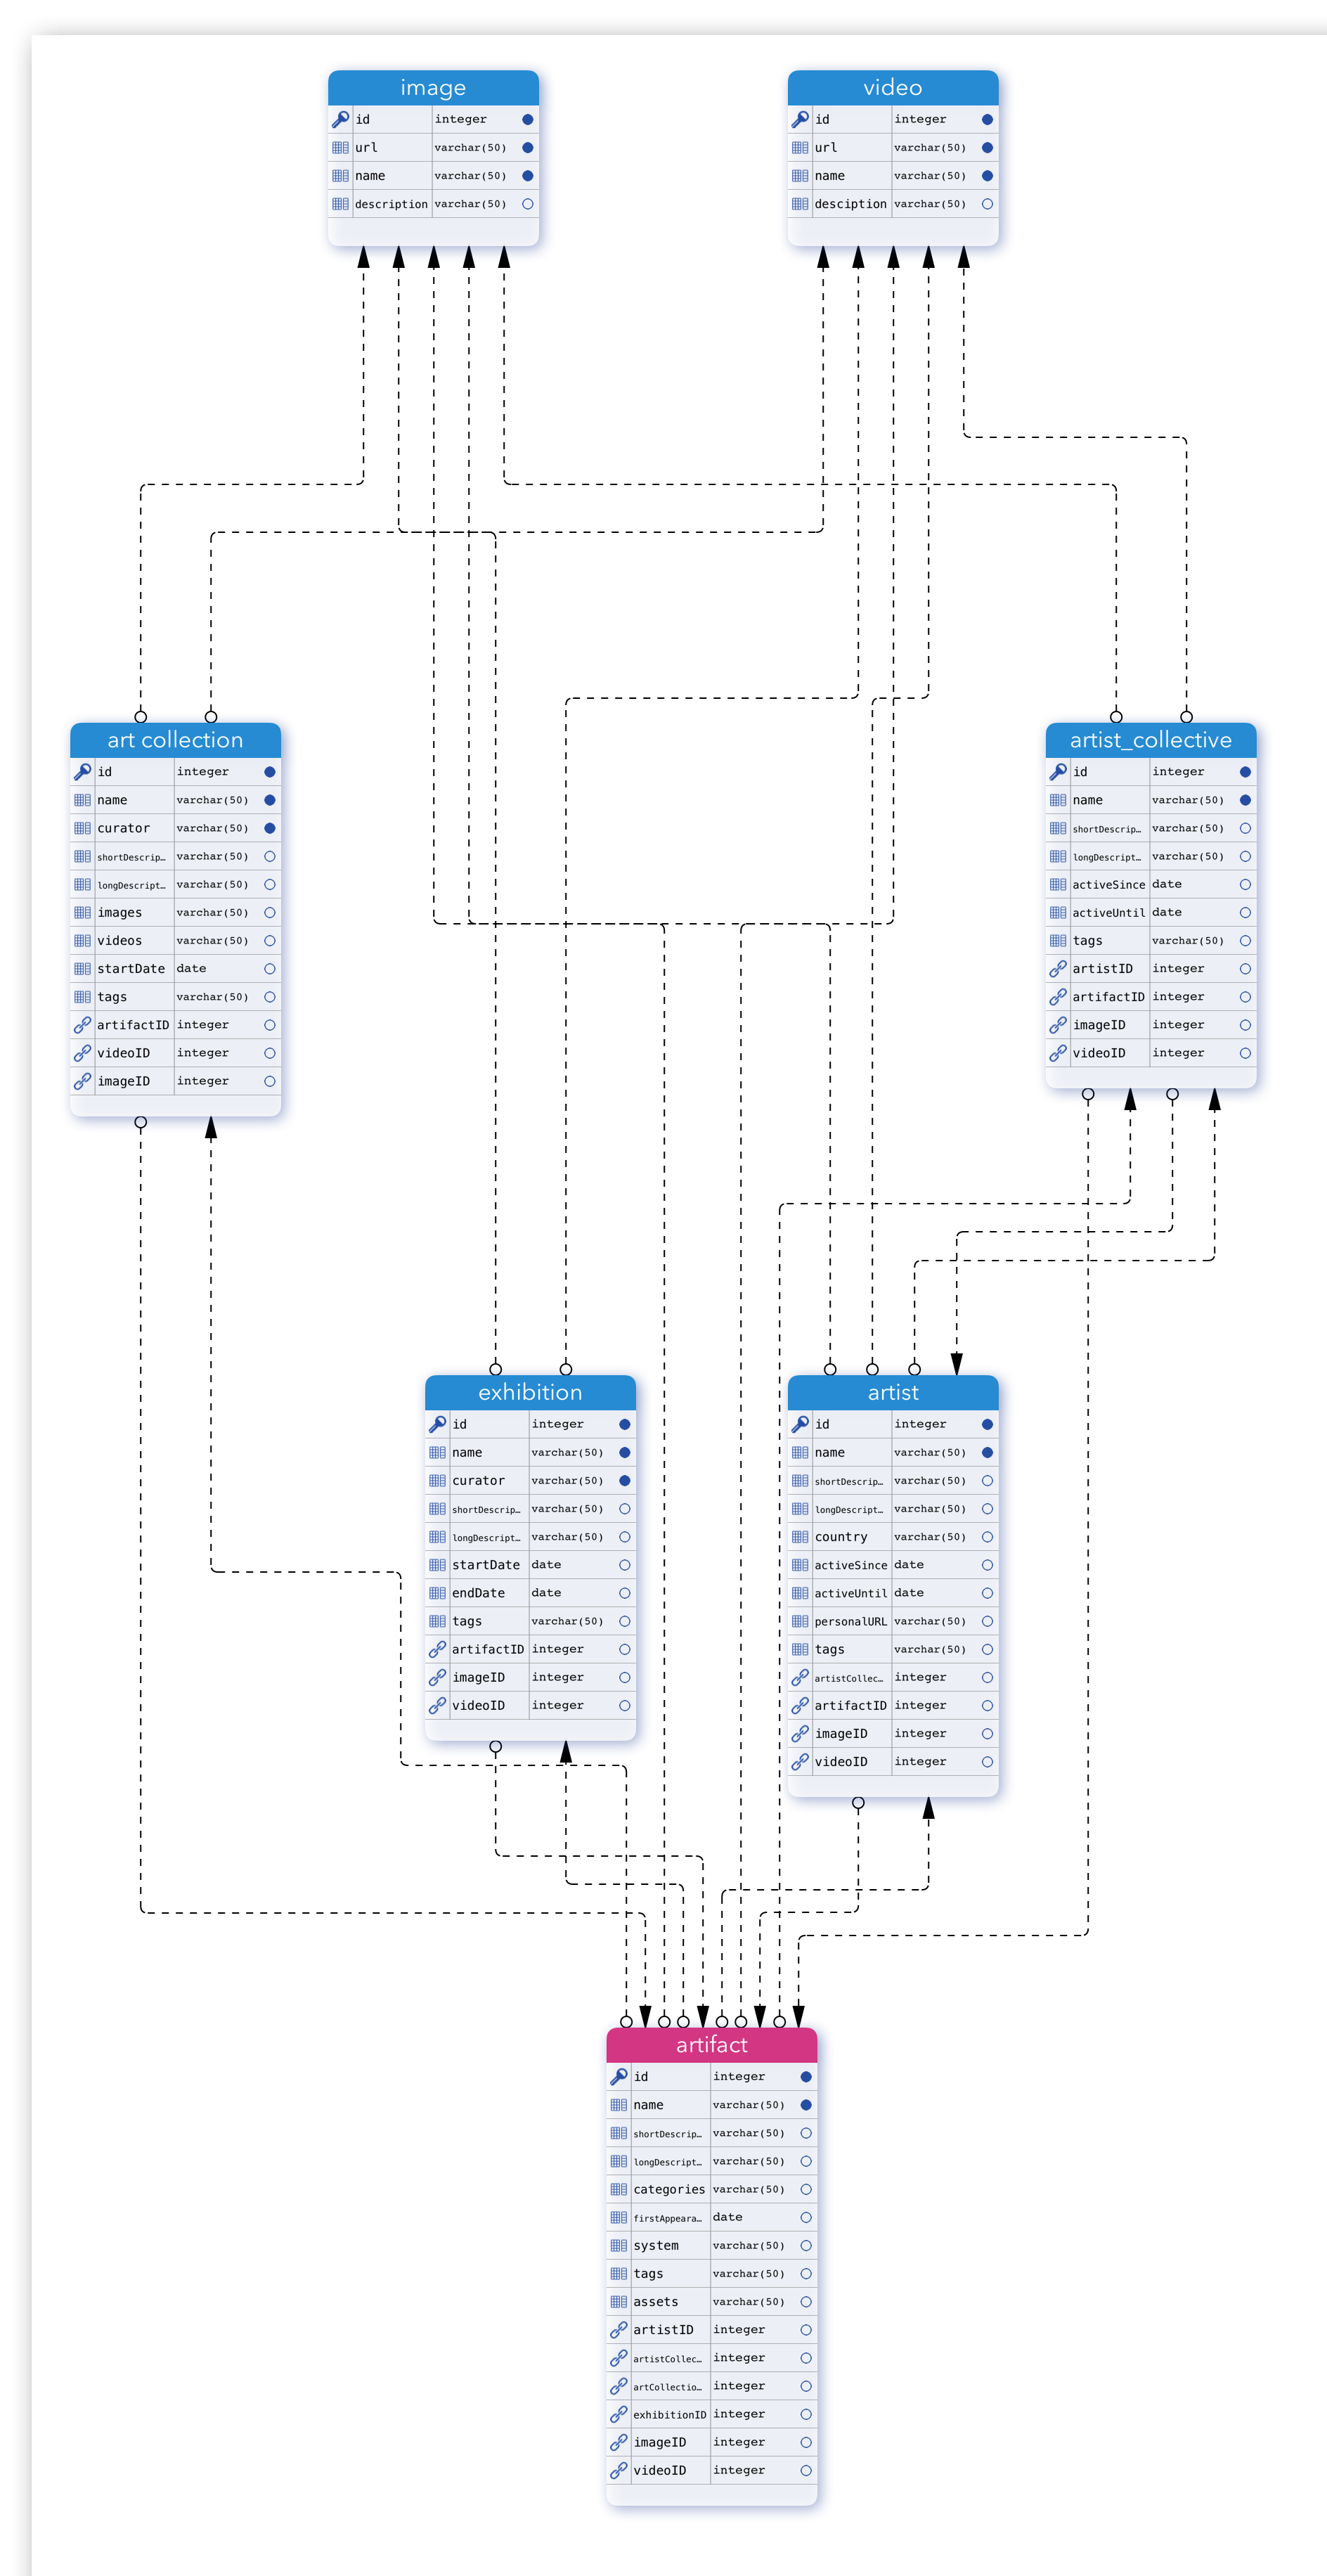 image
id integer
url varchar(50)
name varchar(50)
description varchar(50)
video
id integer
url varchar(50)
name varchar(50)
desciption varchar(50)
art collection
id integer
name varchar(50)
curator varchar(50)
shortDescrip… varchar(50)
longDescript… varchar(50)
images varchar(50)
videos varchar(50)
startDate date
tags varchar(50)
artifactID integer
videoID integer
imageID integer
artist_collective
id integer
name varchar(50)
shortDescrip… varchar(50)
longDescript… varchar(50)
activeSince date
activeUntil date
tags varchar(50)
artistID integer
artifactID integer
imageID integer
videoID integer
exhibition
id integer
name varchar(50)
curator varchar(50)
shortDescrip… varchar(50)
longDescript… varchar(50)
startDate date
endDate date
tags varchar(50)
artifactID integer
imageID integer
videoID integer
artist
id integer
name varchar(50)
shortDescrip… varchar(50)
longDescript… varchar(50)
country varchar(50)
activeSince date
activeUntil date
personalURL varchar(50)
tags varchar(50)
artistCollec… integer
artifactID integer
imageID integer
videoID integer
artifact
id integer
name varchar(50)
shortDescrip… varchar(50)
longDescript… varchar(50)
categories varchar(50)
firstAppeara… date
system varchar(50)
tags varchar(50)
assets varchar(50)
artistID integer
artistCollec… integer
artCollectio… integer
exhibitionID integer
imageID integer
videoID integer